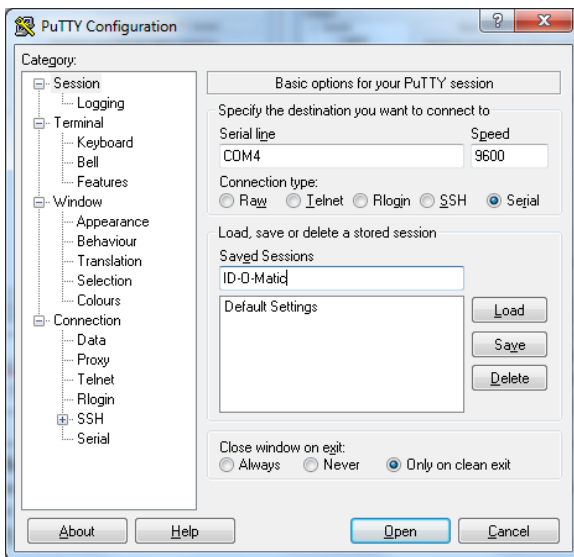 PuTTY Configuration
Category:
Session
Logging
Terminal
Keyboard
Bell
Features
Window
Appearance
Behaviour
Translation
Selection
Colours
Connection
Data
Proxy
Telnet
Rlogin
SSH
Serial
Basic options for your PuTTY session
Specify the destination you want to connect to
Serial line Speed
COM4 9600
Connection type:
Raw Telnet Rlogin SSH Serial
Load, save or delete a stored session
Saved Sessions
ID-O-Matic
Default Settings
Load
Save
Delete
Close window on exit:
Always Never Only on clean exit
About Help Open Cancel